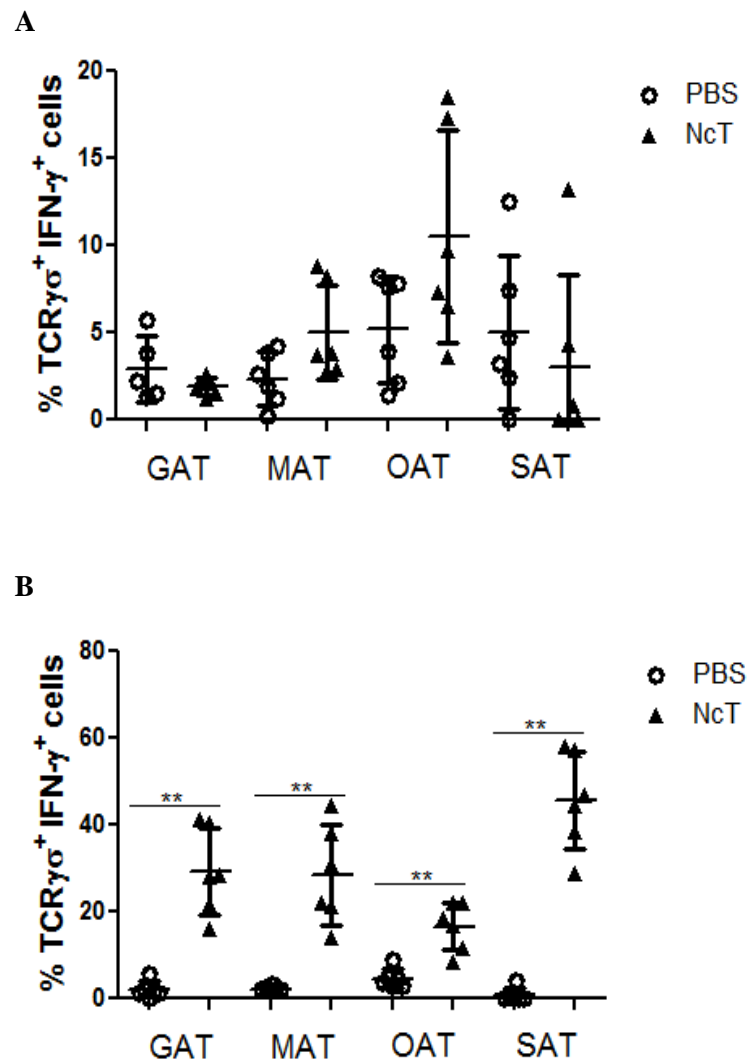 A
% TCRγσ+ IFN-γ+ cells
20
15
10
5
0
GAT MAT OAT SAT
PBS
NcT
B
% TCRγσ+ IFN-γ+ cells
80
60
40
20
0
** ** ** **
GAT MAT OAT SAT
PBS
NcT